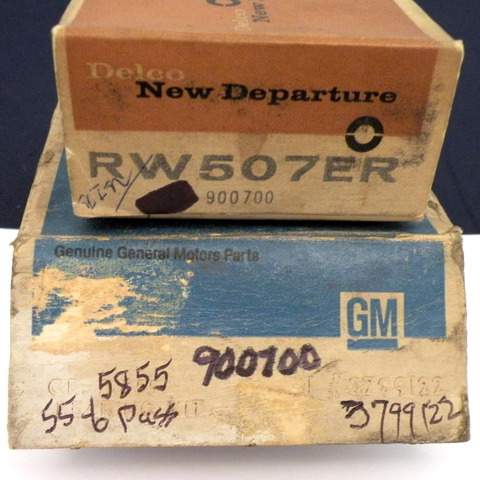 Delco
New Departure
RW507ER
900700
Genuine General Motors Parts
GM
900700
5855
55-6 Pass
3799122